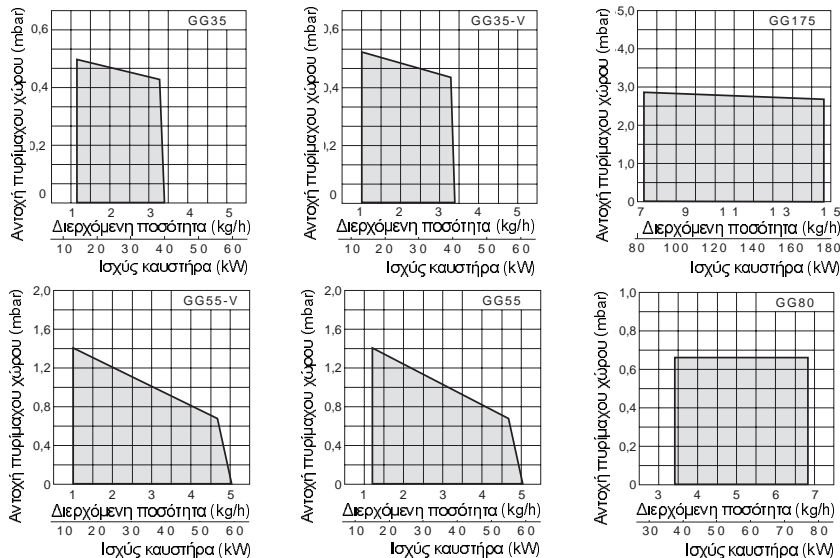 GG35
Αντοχή πυρίμαχου χώρου (mbar)
0,6
0,4
0,2
0
1 2 3 4 5
Διερχόμενη ποσότητα (kg/h)
10 20 30 40 50 60
Ισχύς καυστήρα (kW)
GG35-V
Αντοχή πυρίμαχου χώρου (mbar)
0,6
0,4
0,2
0
1 2 3 4 5
Διερχόμενη ποσότητα (kg/h)
10 20 30 40 50 60
Ισχύς καυστήρα (kW)
GG175
Αντοχή πυρίμαχου χώρου (mbar)
5,0
4,0
3,0
2,0
1,0
0
7 9 11 13 15
Διερχόμενη ποσότητα (kg/h)
80 100 120 140 160 180
Ισχύς καυστήρα (kW)
GG55-V
Αντοχή πυρίμαχου χώρου (mbar)
2,0
1,6
1,2
0,8
0,4
0
1 2 3 4 5
Διερχόμενη ποσότητα (kg/h)
10 20 30 40 50 60
Ισχύς καυστήρα (kW)
GG55
Αντοχή πυρίμαχου χώρου (mbar)
2,0
1,6
1,2
0,8
0,4
0
1 2 3 4 5
Διερχόμενη ποσότητα (kg/h)
10 20 30 40 50 60
Ισχύς καυστήρα (kW)
GG80
Αντοχή πυρίμαχου χώρου (mbar)
1,0
0,8
0,6
0,4
0,2
0
3 4 5 6 7
Διερχόμενη ποσότητα (kg/h)
30 40 50 60 70 80
Ισχύς καυστήρα (kW)